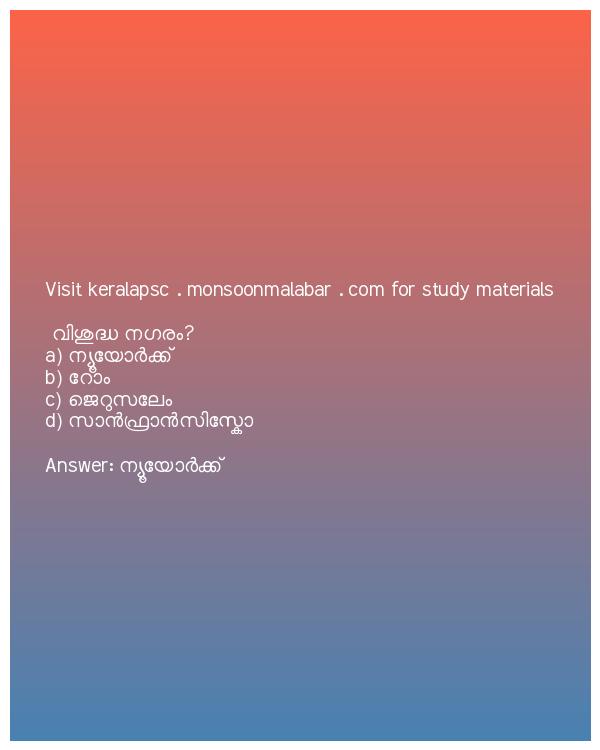 Visit keralapsc . monsoonmalabar . com for study materials
വിശുദ്ധ നഗരം?
a) ന്യൂയോർക്ക്
b) റോം
c) ജെറുസലേം
d) സാൻഫ്രാൻസിസ്കോ
Answer: ന്യൂയോർക്ക്